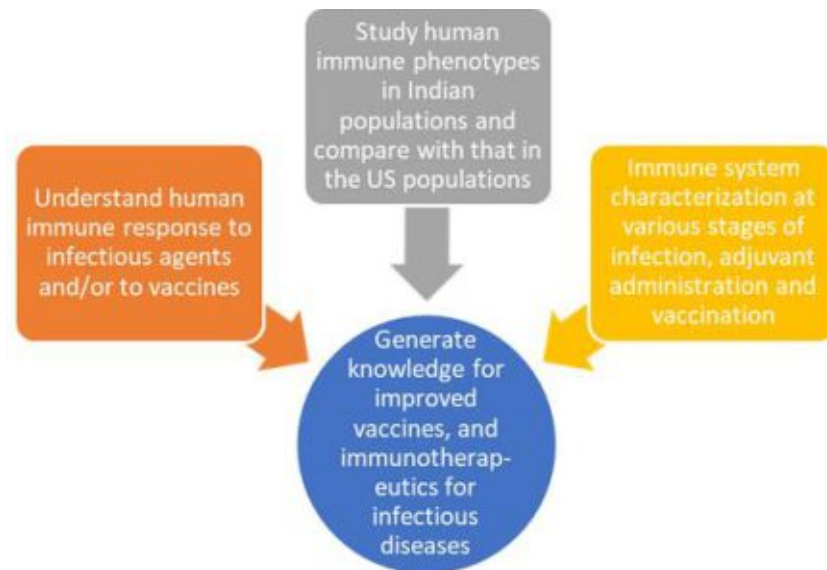 Study human
immune phenotypes
in Indian
populations and
compare with that in
the US populations
Understand human
immune response to
infectious agents
and/or to vaccines
Immune system
characterization at
various stages of
infection, adjuvant
administration and
vaccination
Generate
knowledge for
improved
vaccines, and
immunotherap-
eutics for
infectious
diseases